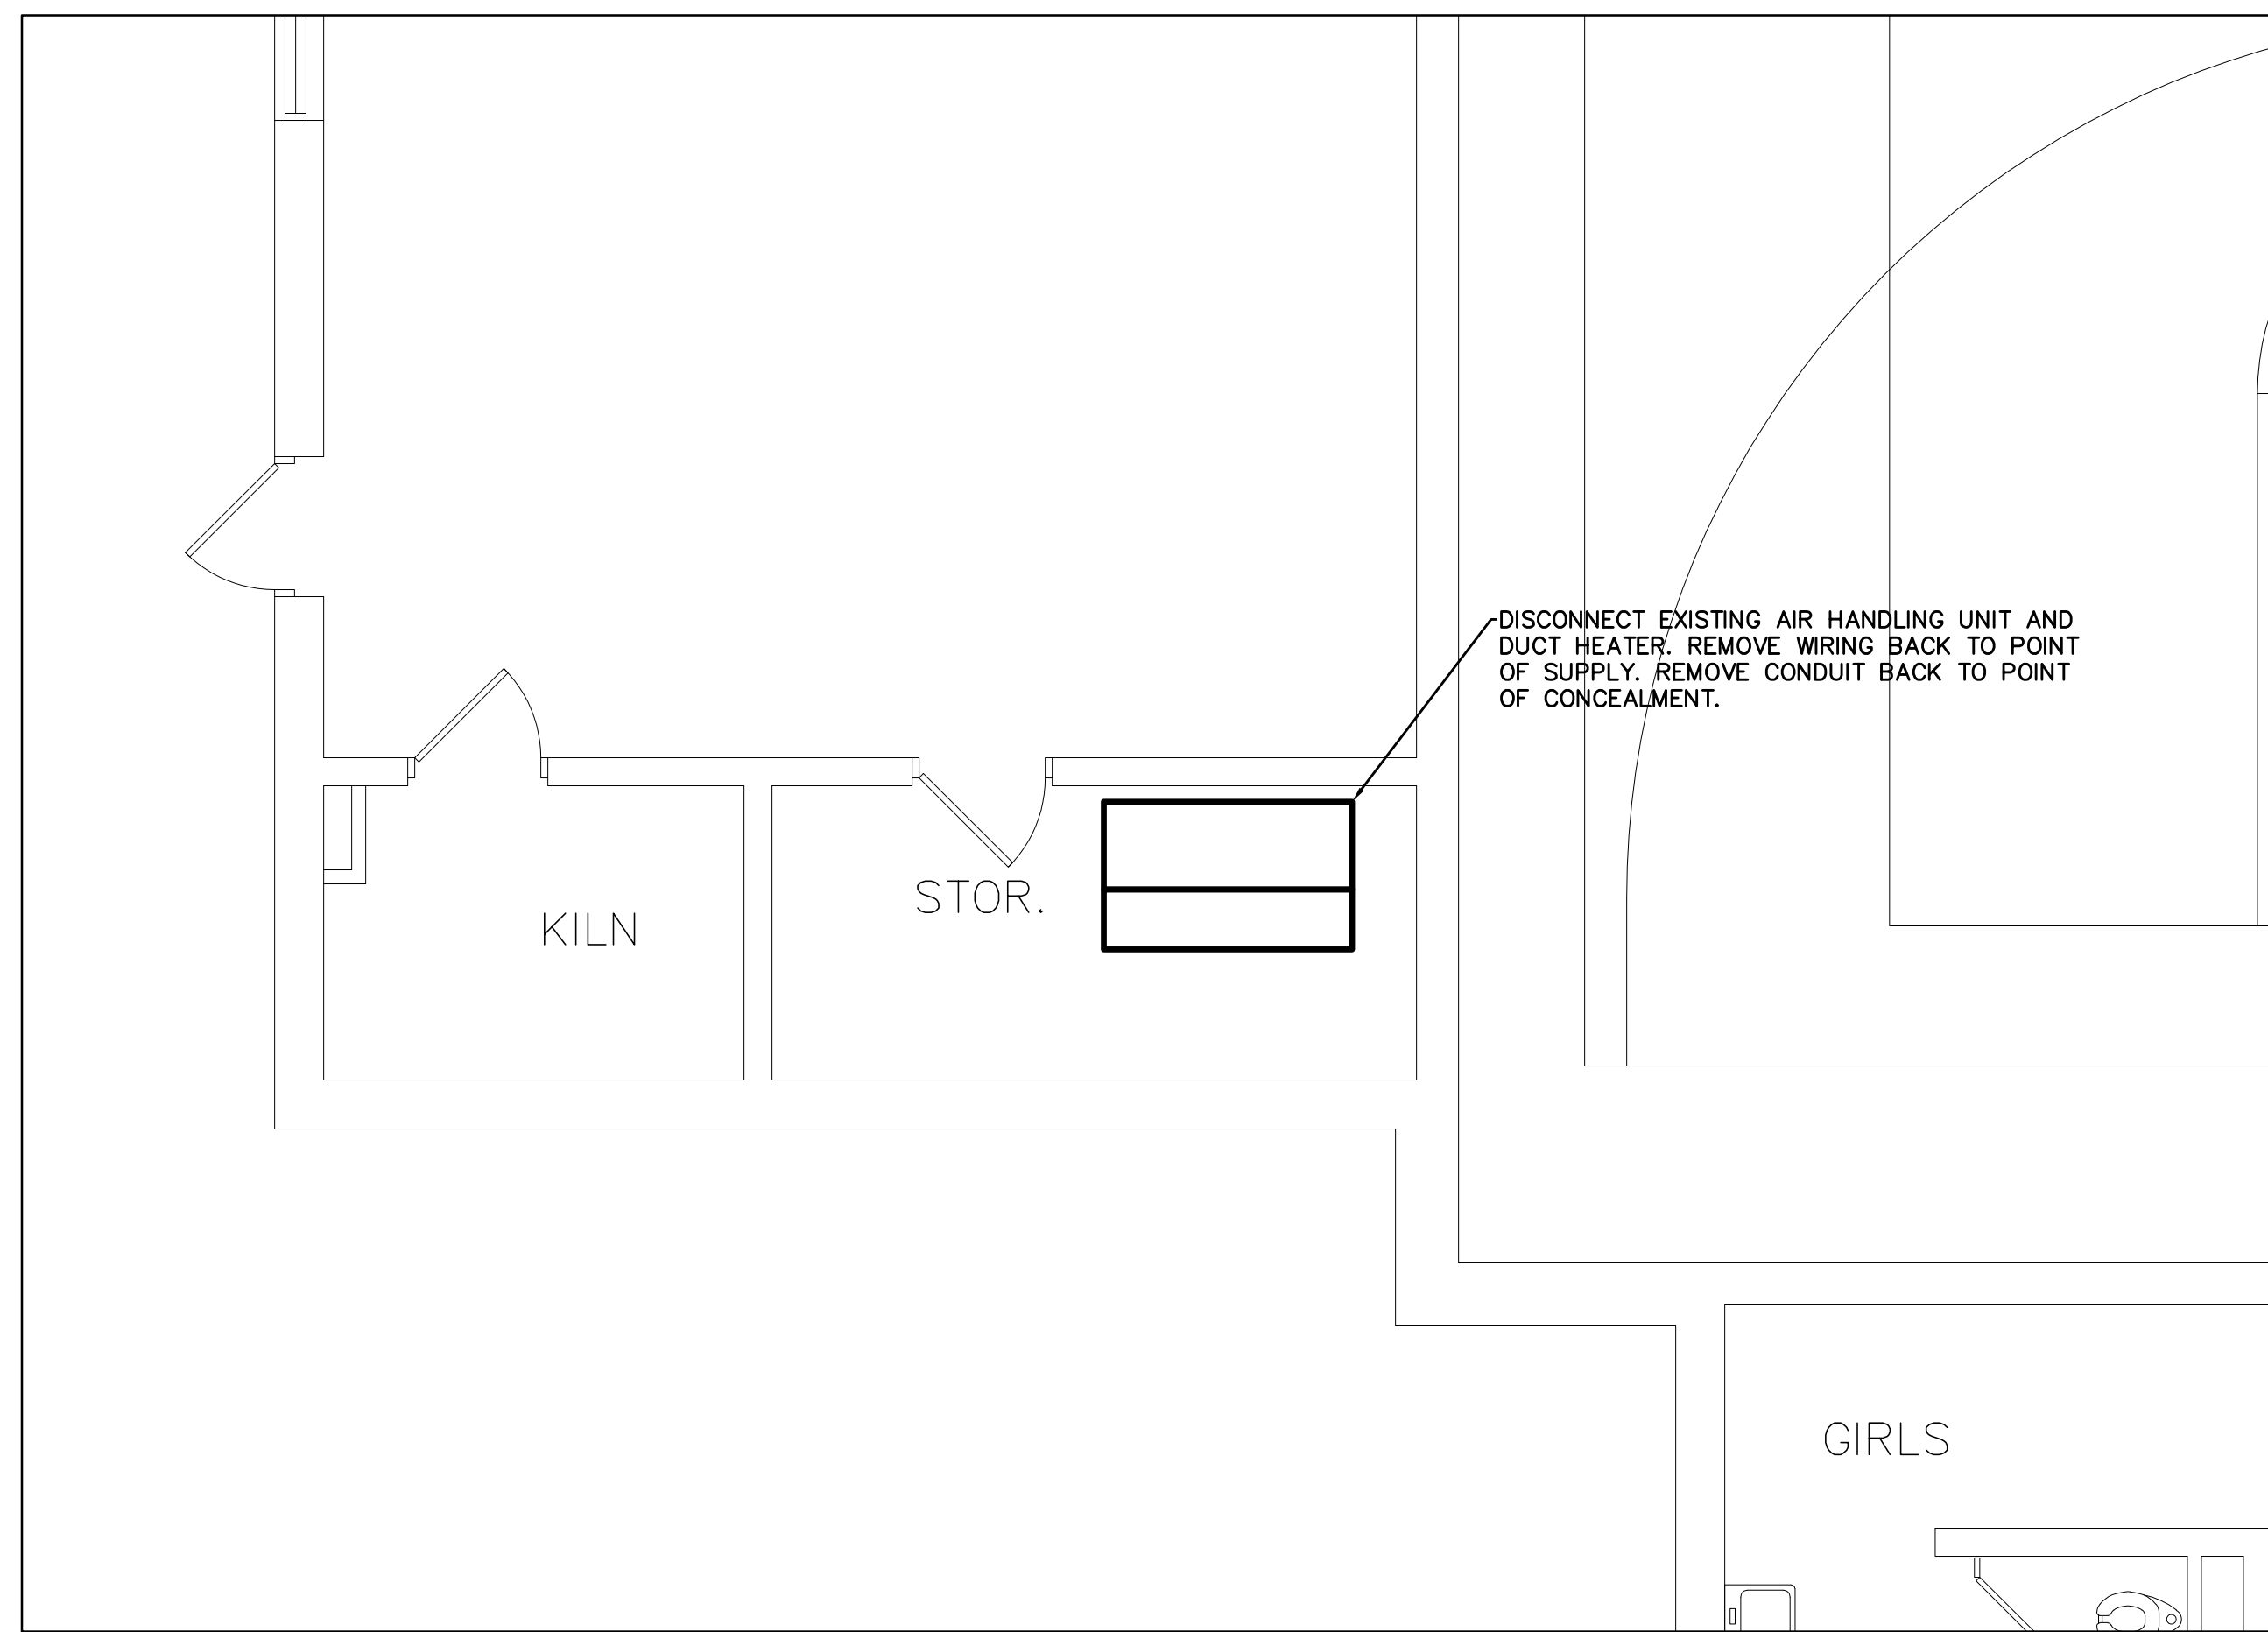 DISCONNECT EXISTING AIR HANDLING UNIT AND
DUCT HEATER. REMOVE WIRING BACK TO POINT
OF SUPPLY. REMOVE CONDUIT BACK TO POINT
OF CONCEALMENT.
STOR.
KILN
GIRLS